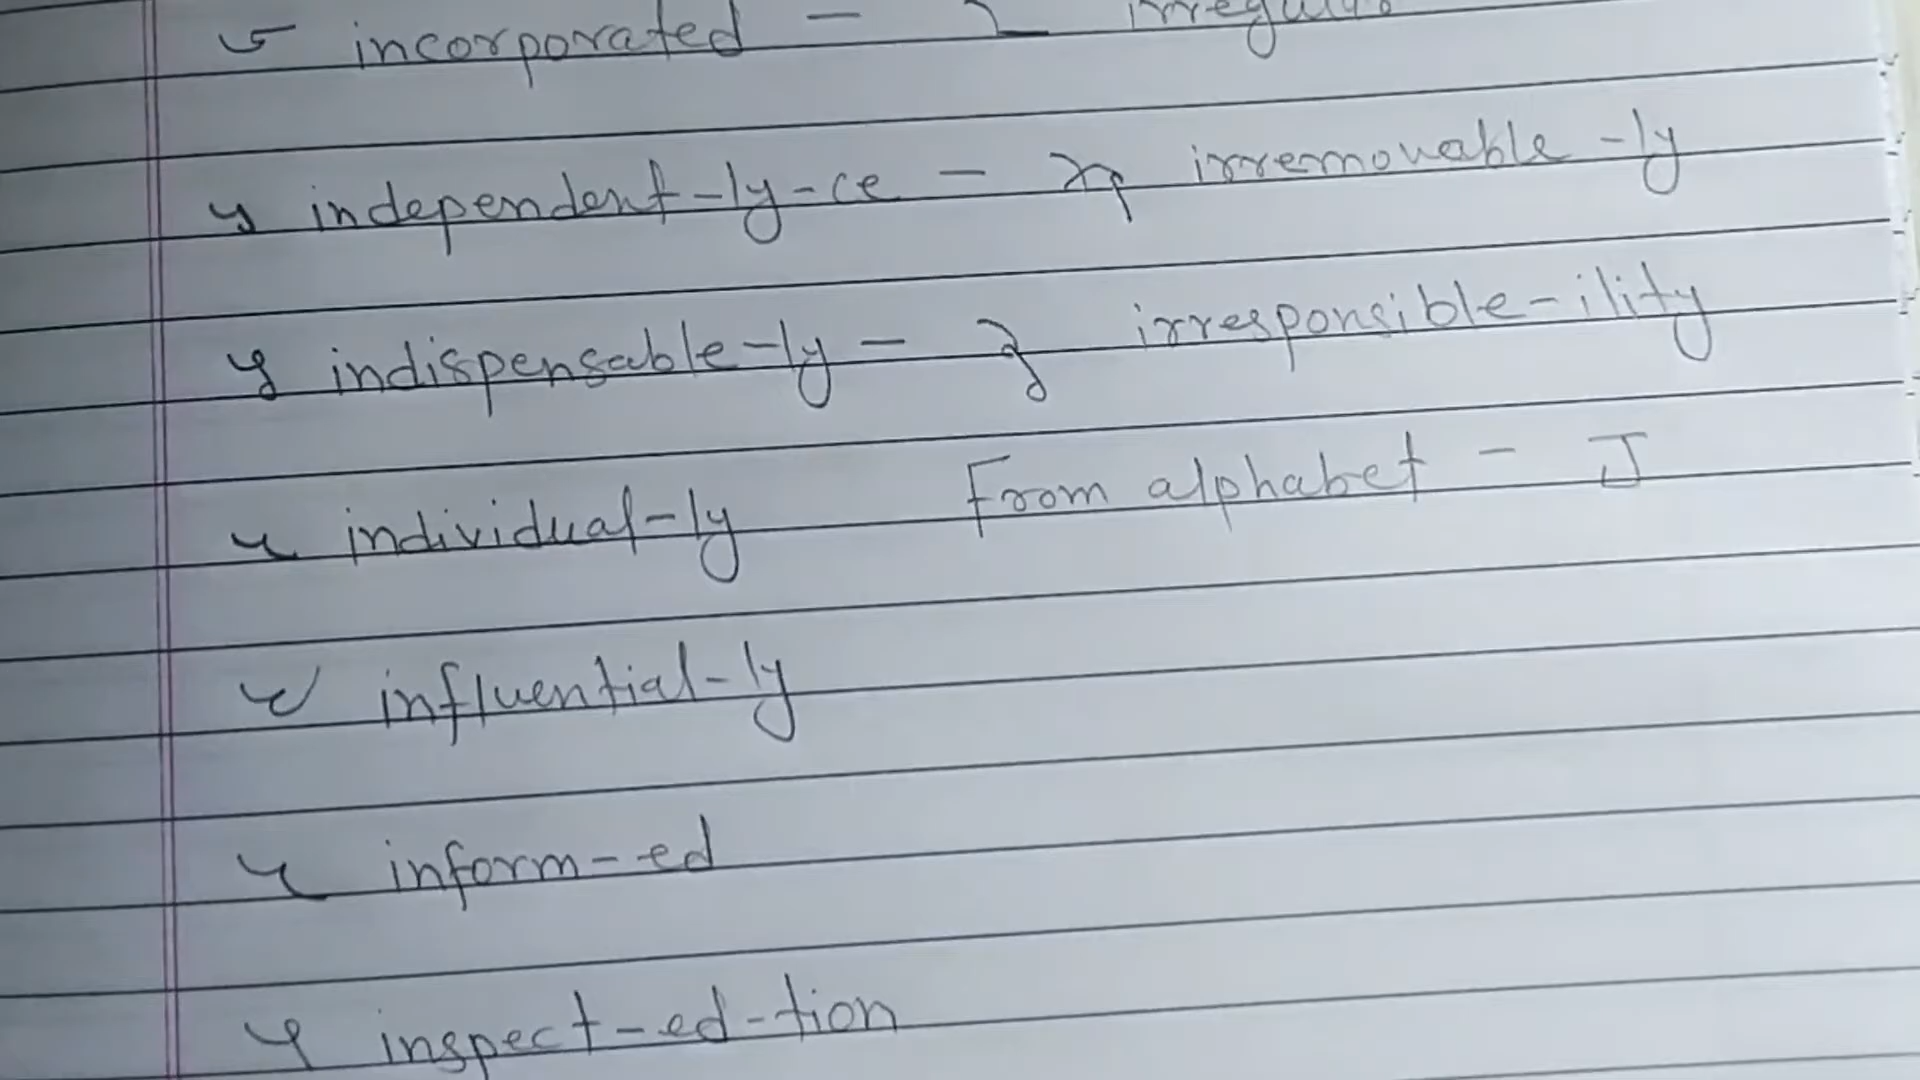 incorporated -
independent-ly-ce - irremovable-ly
indispensable-ly - irresponsible-ility
individual-ly From alphabet - J
influential-ly
inform-ed
inspect-ed-tion